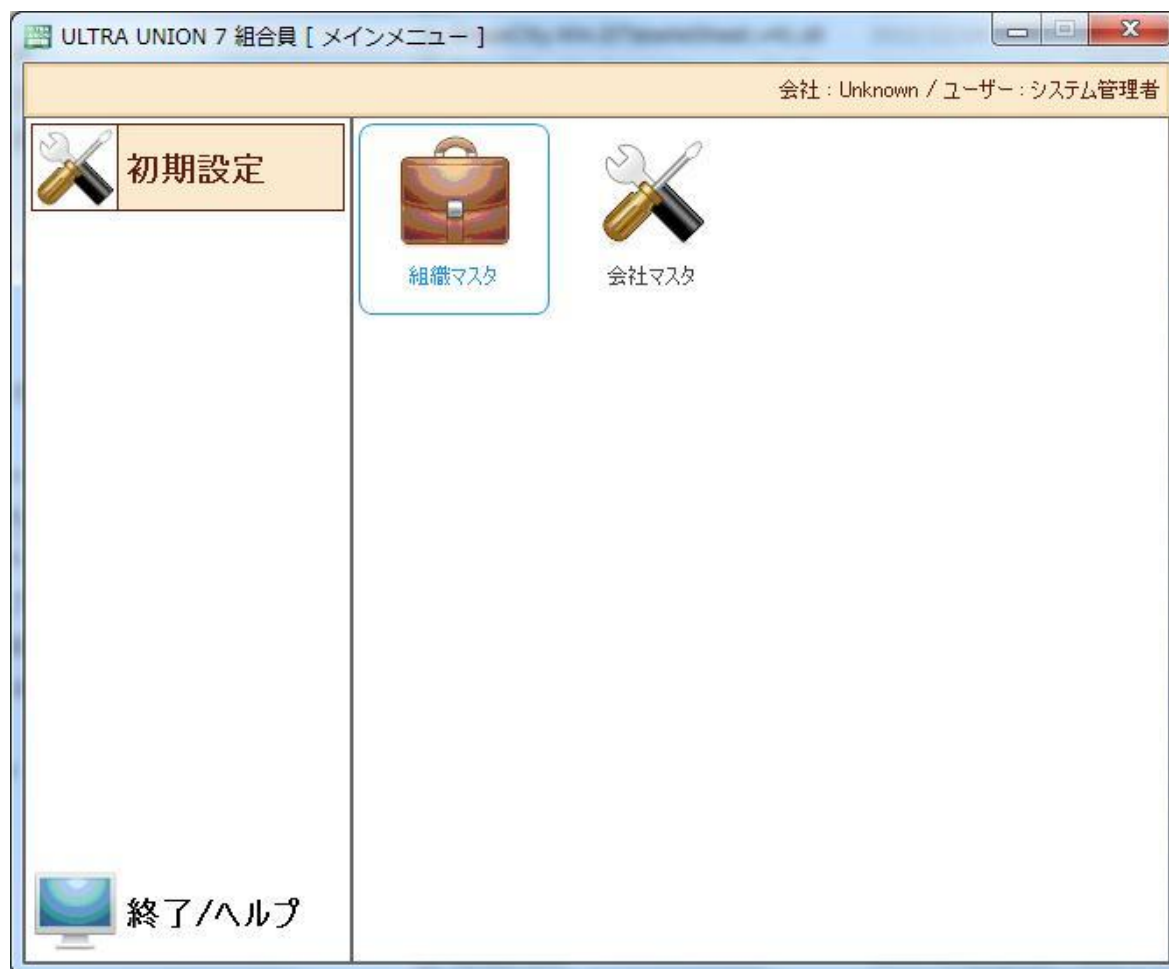 ULTRA UNION 7 組合員 [ メインメニュー ]
会社 : Unknown / ユーザー : システム管理者
初期設定
組織マスタ
会社マスタ
終了/ヘルプ